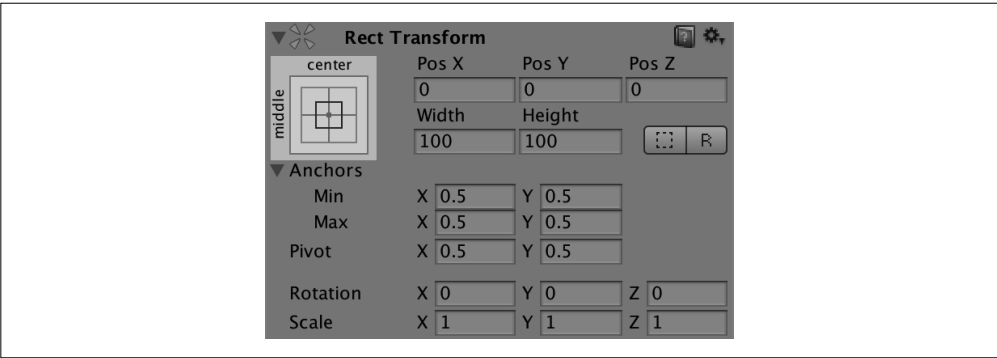 Rect Transform
center
middle
Pos X Pos Y Pos Z
0 0 0
Width Height
100 100 R
Anchors
Min X 0.5 Y 0.5
Max X 0.5 Y 0.5
Pivot X 0.5 Y 0.5
Rotation X 0 Y 0 Z 0
Scale X 1 Y 1 Z 1